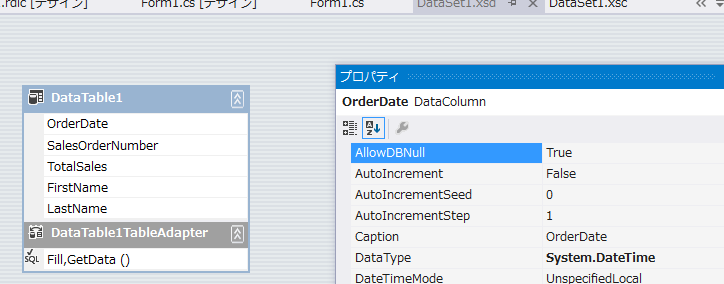 .rdlc [デザイン] Form1.cs [デザイン] Form1.cs DataSet1.xsd DataSet1.xsc
プロパティ
DataTable1
OrderDate DataColumn
OrderDate
SalesOrderNumber
TotalSales
FirstName
LastName
DataTable1TableAdapter
SQL Fill,GetData ()
AllowDBNull True
AutoIncrement False
AutoIncrementSeed 0
AutoIncrementStep 1
Caption OrderDate
DataType System.DateTime
DateTimeMode UnspecifiedLocal